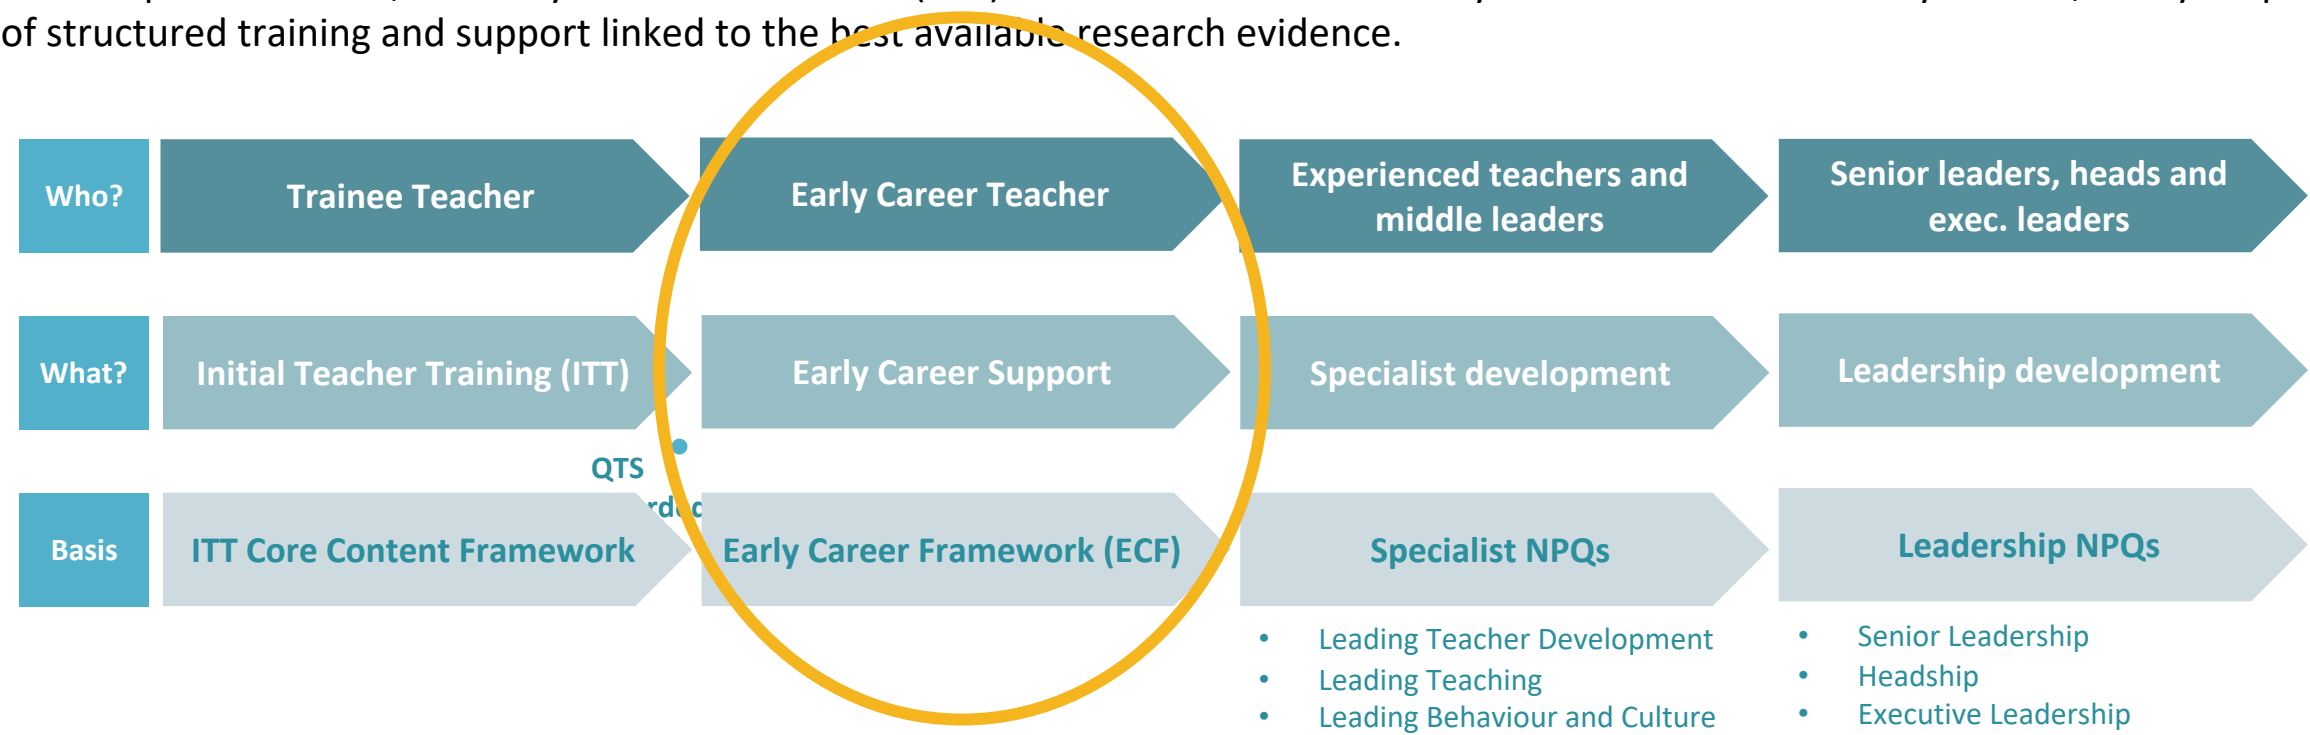 of structured training and support linked to the best available research evidence.
Who?
Trainee Teacher
Early Career Teacher
Experienced teachers and
middle leaders
Senior leaders, heads and
exec. leaders
What?
Initial Teacher Training (ITT)
Early Career Support
Specialist development
Leadership development
QTS
Basis
ITT Core Content Framework
Early Career Framework (ECF)
Specialist NPQs
Leadership NPQs
• Leading Teacher Development
• Leading Teaching
• Leading Behaviour and Culture
• Senior Leadership
• Headship
• Executive Leadership